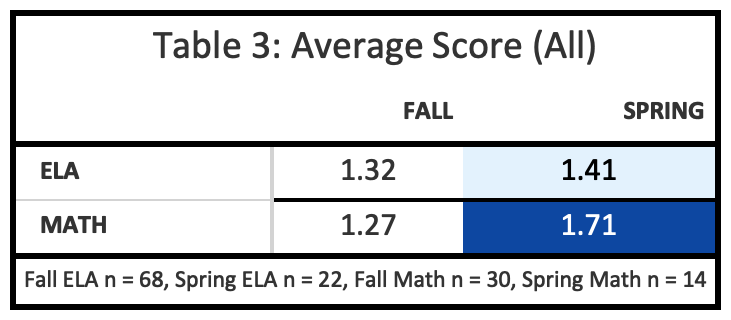 Table 3: Average Score (All)
FALL SPRING
ELA 1.32 1.41
MATH 1.27 1.71
Fall ELA n = 68, Spring ELA n = 22, Fall Math n = 30, Spring Math n = 14